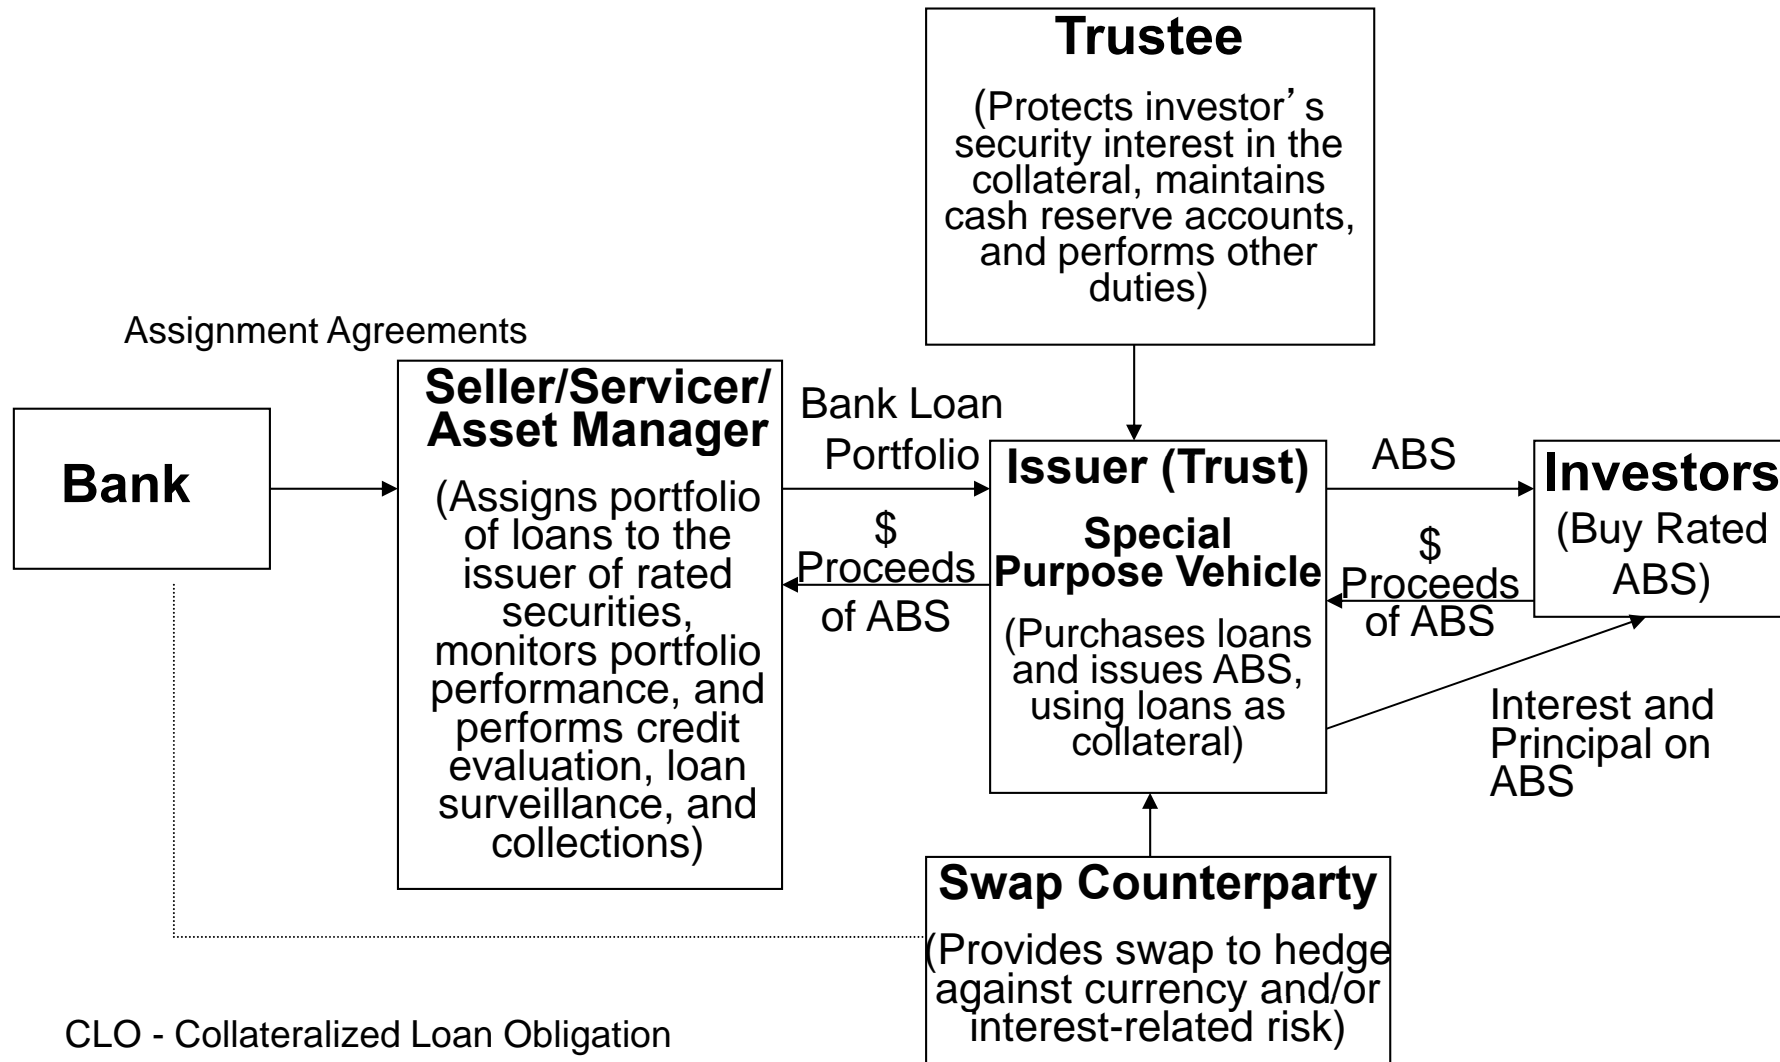 Trustee
(Protects investor’s
security interest in the
collateral, maintains
cash reserve accounts,
and performs other
duties)
Assignment Agreements
Bank
Seller/Servicer/
Asset Manager
(Assigns portfolio
of loans to the
issuer of rated
securities,
monitors portfolio
performance, and
performs credit
evaluation, loan
surveillance, and
collections)
Bank Loan
Portfolio
$
Proceeds
of ABS
Issuer (Trust)
Special
Purpose Vehicle
(Purchases loans
and issues ABS,
using loans as
collateral)
ABS
$
Proceeds
of ABS
Investors
(Buy Rated
ABS)
Interest and
Principal on
ABS
Swap Counterparty
(Provides swap to hedge
against currency and/or
interest-related risk)
CLO - Collateralized Loan Obligation